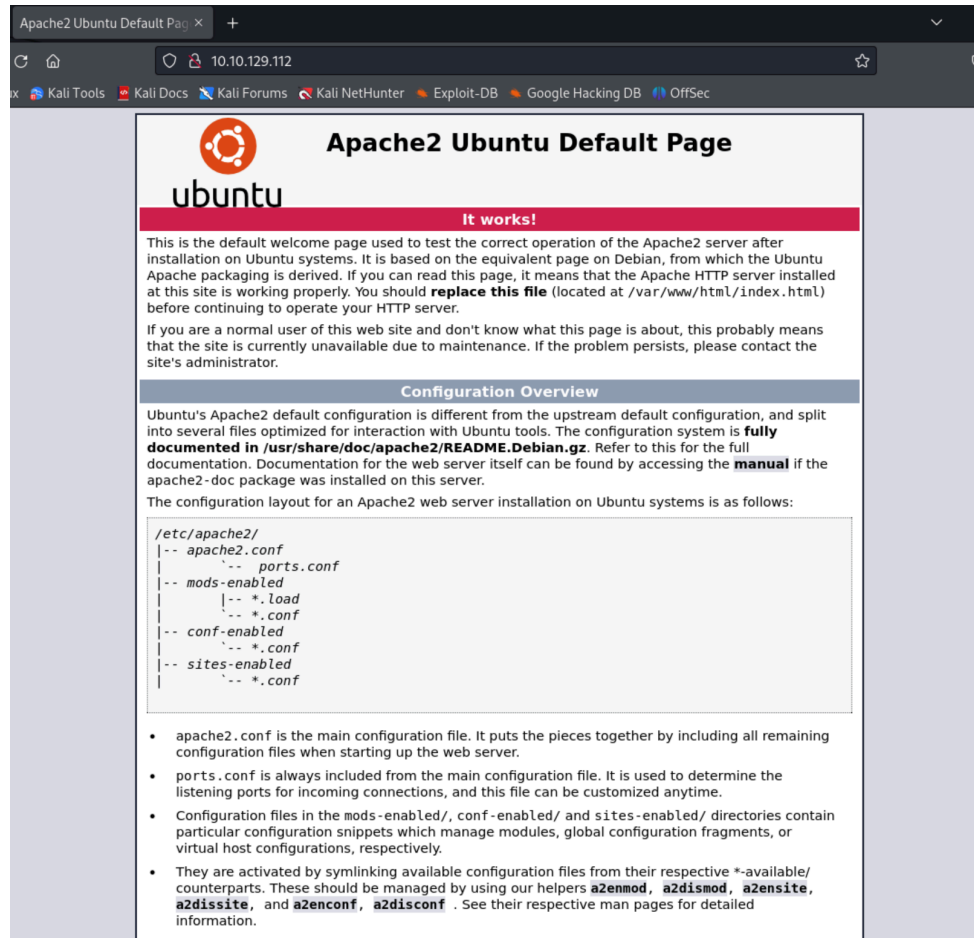 Apache2 Ubuntu Default Pag
10.10.129.112
Kali Tools Kali Docs Kali Forums Kali NetHunter Exploit-DB Google Hacking DB OffSec
Apache2 Ubuntu Default Page
ubuntu
It works!
This is the default welcome page used to test the correct operation of the Apache2 server after
installation on Ubuntu systems. It is based on the equivalent page on Debian, from which the Ubuntu
Apache packaging is derived. If you can read this page, it means that the Apache HTTP server installed
at this site is working properly. You should replace this file (located at /var/www/html/index.html)
before continuing to operate your HTTP server.
If you are a normal user of this web site and don't know what this page is about, this probably means
that the site is currently unavailable due to maintenance. If the problem persists, please contact the
site's administrator.
Configuration Overview
Ubuntu's Apache2 default configuration is different from the upstream default configuration, and split
into several files optimized for interaction with Ubuntu tools. The configuration system is fully
documented in /usr/share/doc/apache2/README.Debian.gz. Refer to this for the full
documentation. Documentation for the web server itself can be found by accessing the manual if the
apache2-doc package was installed on this server.
The configuration layout for an Apache2 web server installation on Ubuntu systems is as follows:
/etc/apache2/
|-- apache2.conf
|       `--  ports.conf
|-- mods-enabled
|       |-- *.load
|       `-- *.conf
|-- conf-enabled
|       `-- *.conf
|-- sites-enabled
|       `-- *.conf
• apache2.conf is the main configuration file. It puts the pieces together by including all remaining
configuration files when starting up the web server.
• ports.conf is always included from the main configuration file. It is used to determine the
listening ports for incoming connections, and this file can be customized anytime.
• Configuration files in the mods-enabled/, conf-enabled/ and sites-enabled/ directories contain
particular configuration snippets which manage modules, global configuration fragments, or
virtual host configurations, respectively.
• They are activated by symlinking available configuration files from their respective *-available/
counterparts. These should be managed by using our helpers a2enmod, a2dismod, a2ensite,
a2dissite, and a2enconf, a2disconf . See their respective man pages for detailed
information.